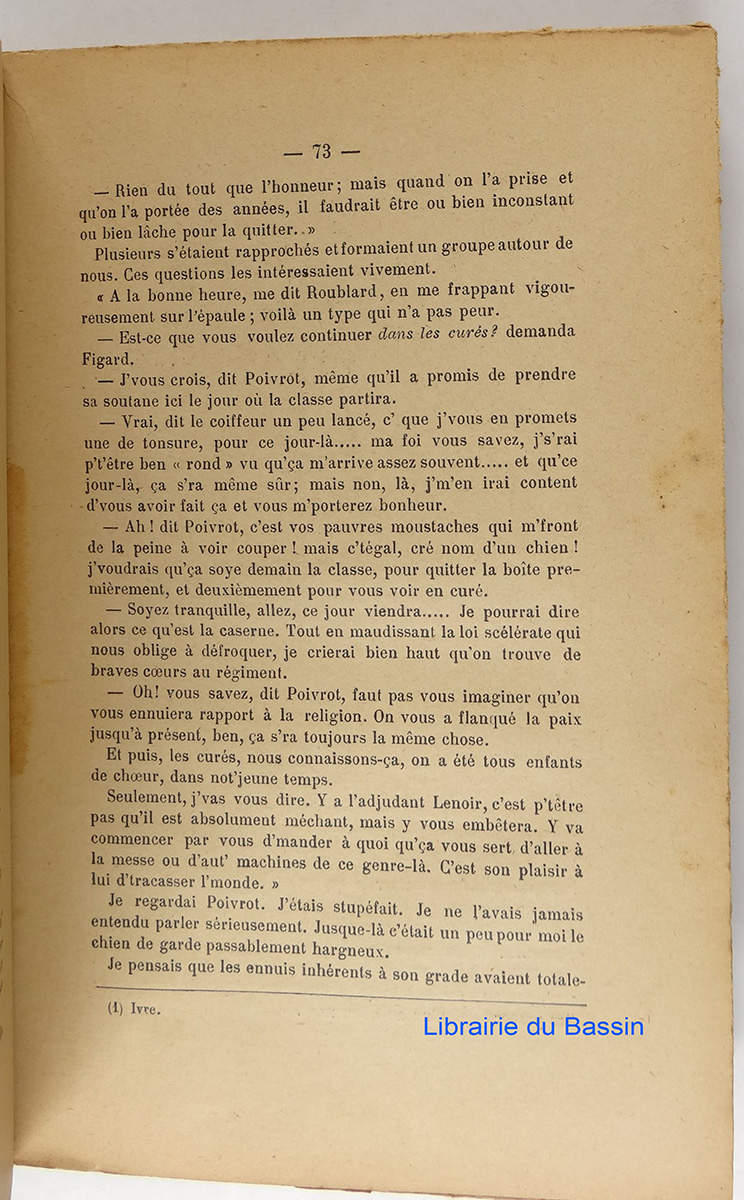 — 73 —
— Rien du tout que l'honneur; mais quand on l'a prise et
qu'on l'a portée des années, il faudrait être ou bien inconstant
ou bien lâche pour la quitter..»
Plusieurs s'étaient rapprochés et formaient un groupe autour de
nous. Ces questions les intéressaient vivement.
« A la bonne heure, me dit Roublard, en me frappant vigou-
reusement sur l'épaule ; voilà un type qui n'a pas peur.
— Est-ce que vous voulez continuer dans les curés? demanda
Figard.
— J'vous crois, dit Poivrot, même qu'il a promis de prendre
sa soutane ici le jour où la classe partira.
— Vrai, dit le coiffeur un peu lancé, c' que j'vous en promets
une de tonsure, pour ce jour-là..... ma foi vous savez, j's'rai
p't'être ben « rond » vu qu'ça m'arrive assez souvent..... et qu'ce
jour-là, ça s'ra même sûr; mais non, là, j'm'en irai content
d'vous avoir fait ça et vous m'porterez bonheur.
— Ah ! dit Poivrot, c'est vos pauvres moustaches qui m'front
de la peine à voir couper ! mais c'tégal, cré nom d'un chien !
j'voudrais qu'ça soye demain la classe, pour quitter la boîte pre-
mièrement, et deuxièmement pour vous voir en curé.
— Soyez tranquille, allez, ce jour viendra..... Je pourrai dire
alors ce qu'est la caserne. Tout en maudissant la loi scélérate qui
nous oblige à défroquer, je crierai bien haut qu'on trouve de
braves cœurs au régiment.
— Oh! vous savez, dit Poivrot, faut pas vous imaginer qu'on
vous ennuiera rapport à la religion. On vous a flanqué la paix
jusqu'à présent, ben, ça s'ra toujours la même chose.
Et puis, les curés, nous connaissons-ça, on a été tous enfants
de chœur, dans not'jeune temps.
Seulement, j'vas vous dire. Y a l'adjudant Lenoir, c'est p'têtre
pas qu'il est absolument méchant, mais y vous embêtera. Y va
commencer par vous d'mander à quoi qu'ça vous sert d'aller à
la messe ou d'aut' machines de ce genre-là. C'est son plaisir à
lui d'tracasser l'monde. »
Je regardai Poivrot. J'étais stupéfait. Je ne l'avais jamais
entendu parler sérieusement. Jusque-là c'était un peu pour moi le
chien de garde passablement hargneux.
Je pensais que les ennuis inhérents à son grade avaient totale-
(1) Ivre.
Librairie du Bassin